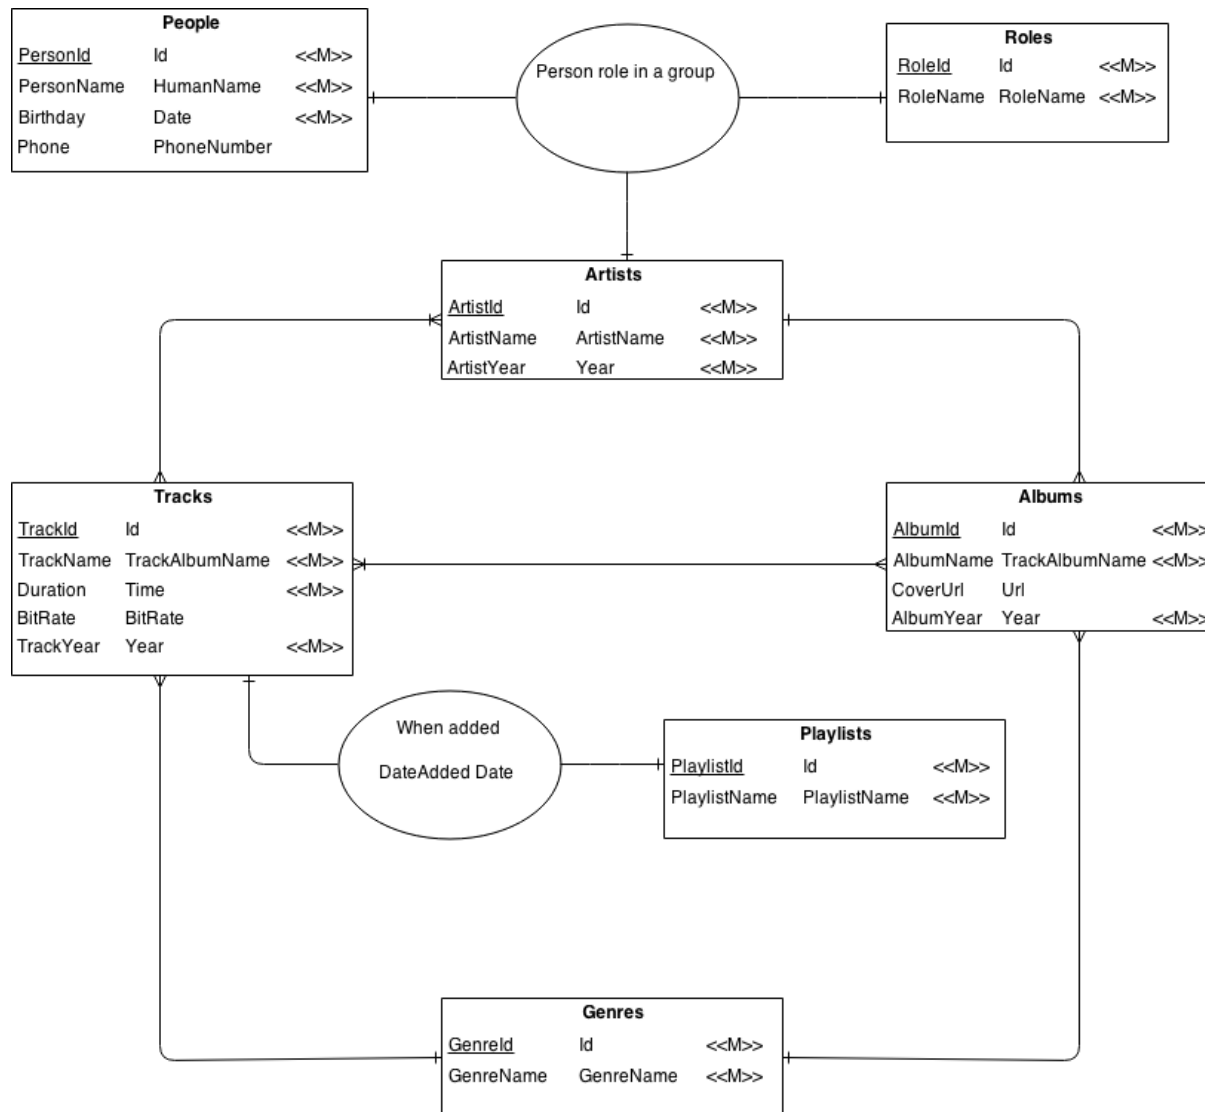 People
PersonId Id <<M>>
PersonName HumanName <<M>>
Birthday Date <<M>>
Phone PhoneNumber
Person role in a group
Roles
RoleId Id <<M>>
RoleName RoleName <<M>>
Artists
ArtistId Id <<M>>
ArtistName ArtistName <<M>>
ArtistYear Year <<M>>
Tracks
TrackId Id <<M>>
TrackName TrackAlbumName <<M>>
Duration Time <<M>>
BitRate BitRate
TrackYear Year <<M>>
Albums
AlbumId Id <<M>>
AlbumName TrackAlbumName <<M>>
CoverUrl Url
AlbumYear Year <<M>>
When added
DateAdded Date
Playlists
PlaylistId Id <<M>>
PlaylistName PlaylistName <<M>>
Genres
GenreId Id <<M>>
GenreName GenreName <<M>>